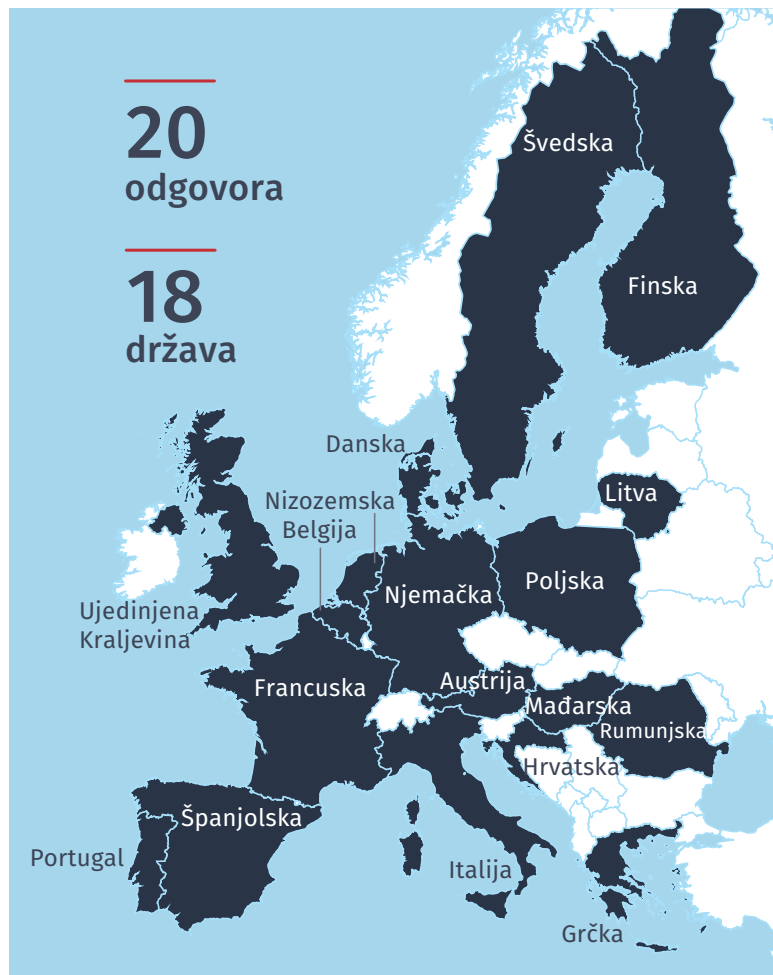 20
odgovora
18
država
Švedska
Finska
Danska
Litva
Nizozemska
Belgija
Njemačka
Poljska
Ujedinjena
Kraljevina
Francuska
Austrija
Mađarska
Rumunjska
Hrvatska
Španjolska
Portugal
Italija
Grčka